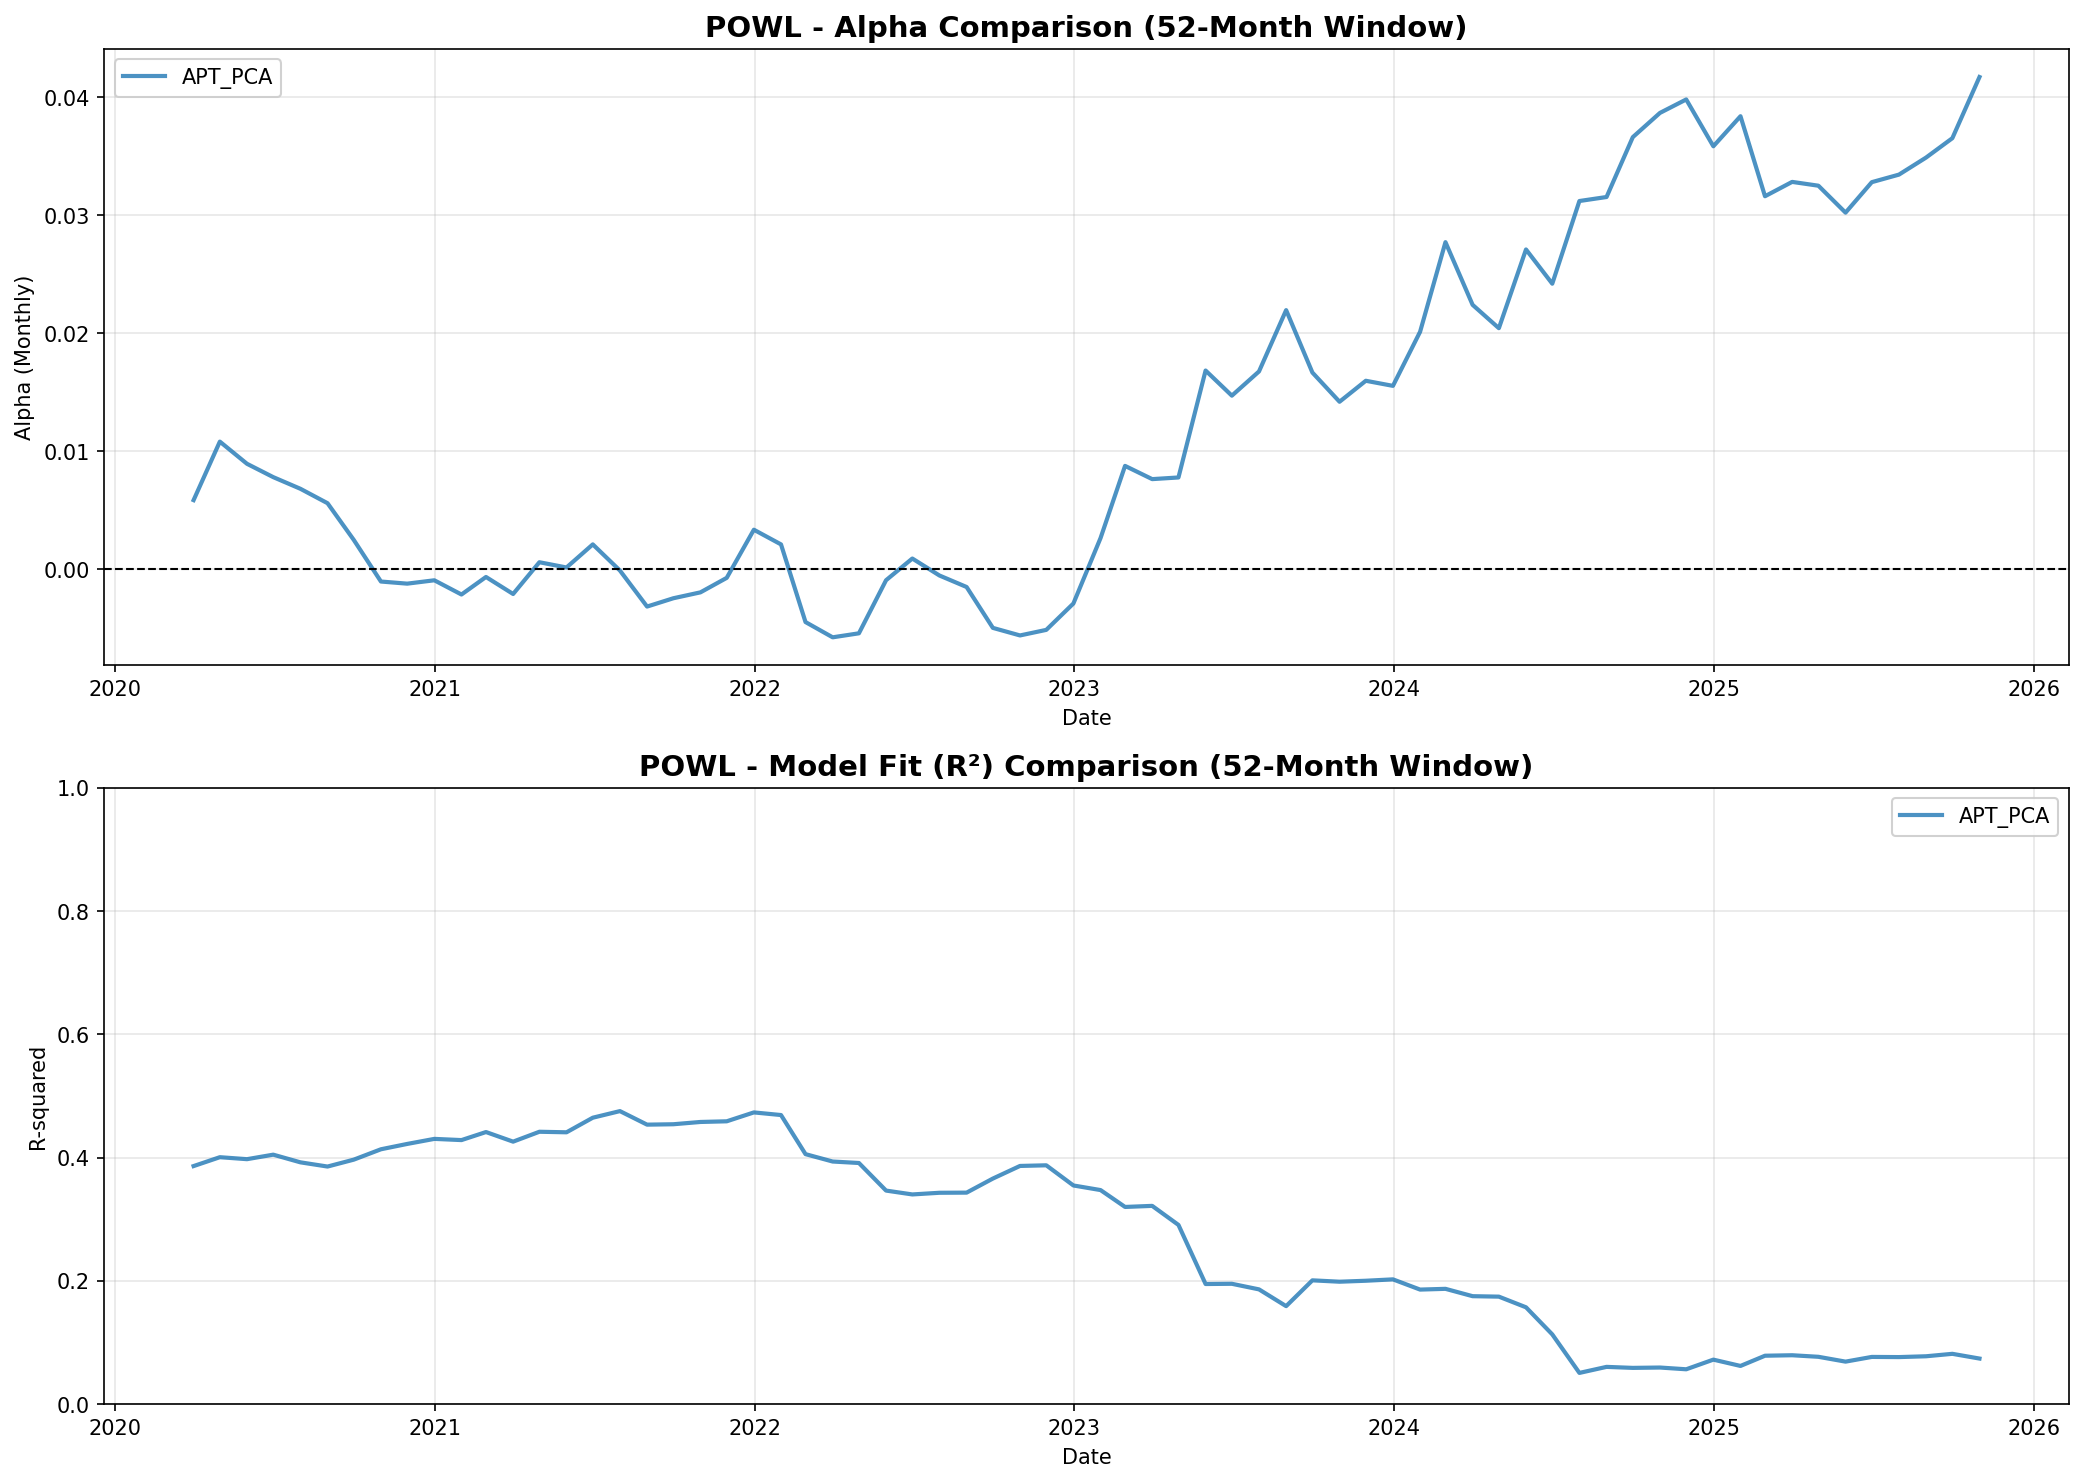 POWL - Alpha Comparison (52-Month Window)
APT_PCA
0.04
0.03
0.02
0.01
0.00
Alpha (Monthly)
2020 2021 2022 2023 2024 2025 2026
Date
POWL - Model Fit (R²) Comparison (52-Month Window)
APT_PCA
1.0
0.8
0.6
0.4
0.2
0.0
R-squared
2020 2021 2022 2023 2024 2025 2026
Date